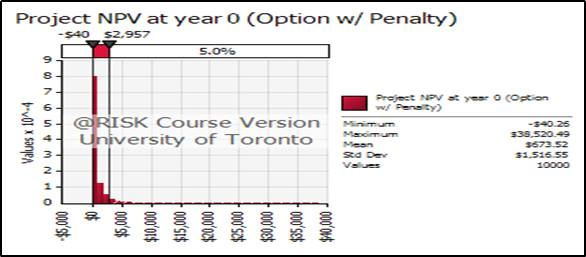 Project NPV at year 0 (Option w/ Penalty)
-$40 $2,957
5.0%
9
8
7
6
5
4
3
2
1
0
Values x 10^-4
@RISK Course Version
University of Toronto
-$5,000
$0
$5,000
$10,000
$15,000
$20,000
$25,000
$30,000
$35,000
$40,000
Project NPV at year 0 (Option
w/ Penalty)
Minimum -$40.26
Maximum $38,520.49
Mean $673.52
Std Dev $1,516.55
Values 10000